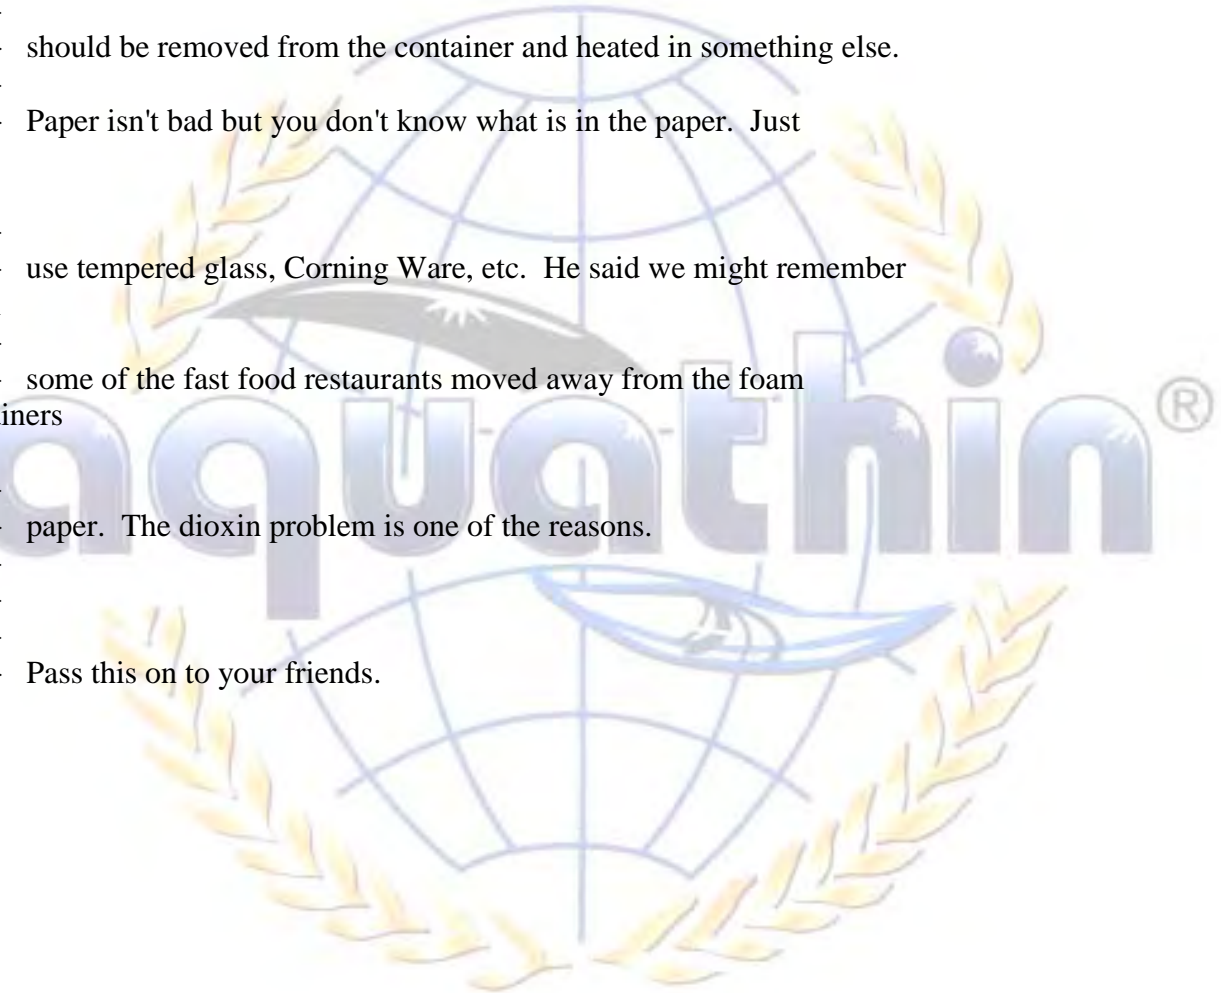 should be removed from the container and heated in something else.
Paper isn't bad but you don't know what is in the paper.  Just
use tempered glass, Corning Ware, etc.  He said we might remember
some of the fast food restaurants moved away from the foam
iners
paper.  The dioxin problem is one of the reasons.
Pass this on to your friends.
aquathin®